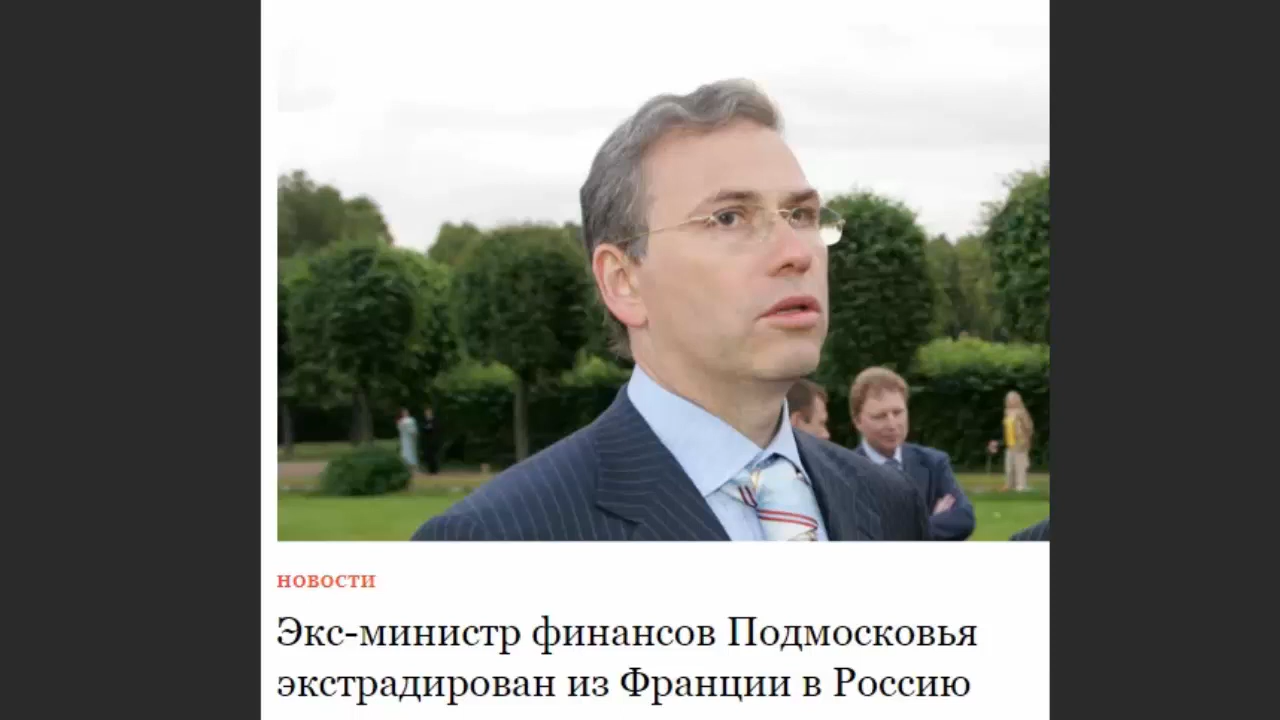 НОВОСТИ
Экс-министр финансов Подмосковья
экстрадирован из Франции в Россию